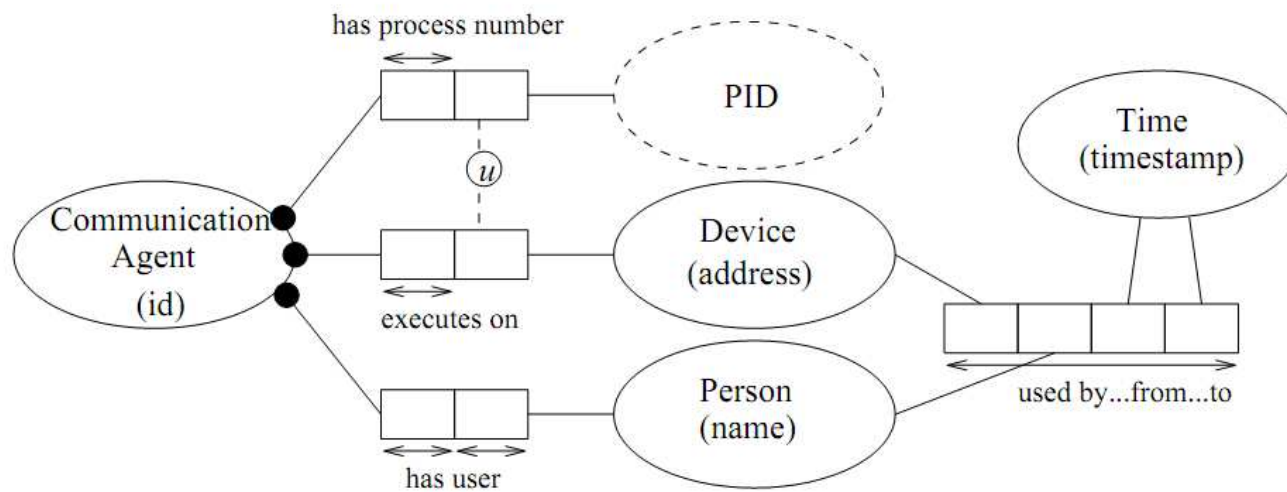 has process number
PID
Time
(timestamp)
u
Communication
Agent
(id)
Device
(address)
executes on
used by...from...to
Person
(name)
has user